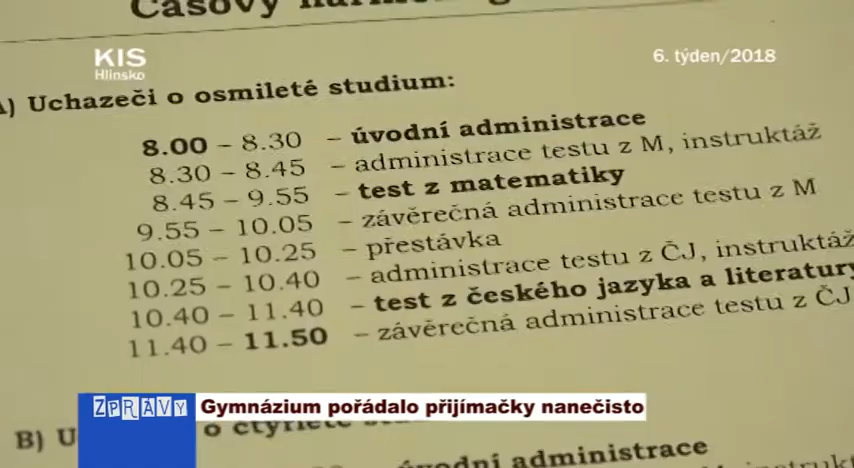 KIS
Hlinsko
6. týden/2018
A) Uchazeči o osmileté studium:
8.00 – 8.30 – úvodní administrace
8.30 – 8.45 – administrace testu z M, instruktáž
8.45 – 9.55 – test z matematiky
9.55 – 10.05 – závěrečná administrace testu z M
10.05 – 10.25 – přestávka
10.25 – 10.40 – administrace testu z ČJ, instruktáž
10.40 – 11.40 – test z českého jazyka a literatury
11.40 – 11.50 – závěrečná administrace testu z ČJ
ZPRÁVY
Gymnázium pořádalo přijímačky nanečisto
B)
úvodní administrace